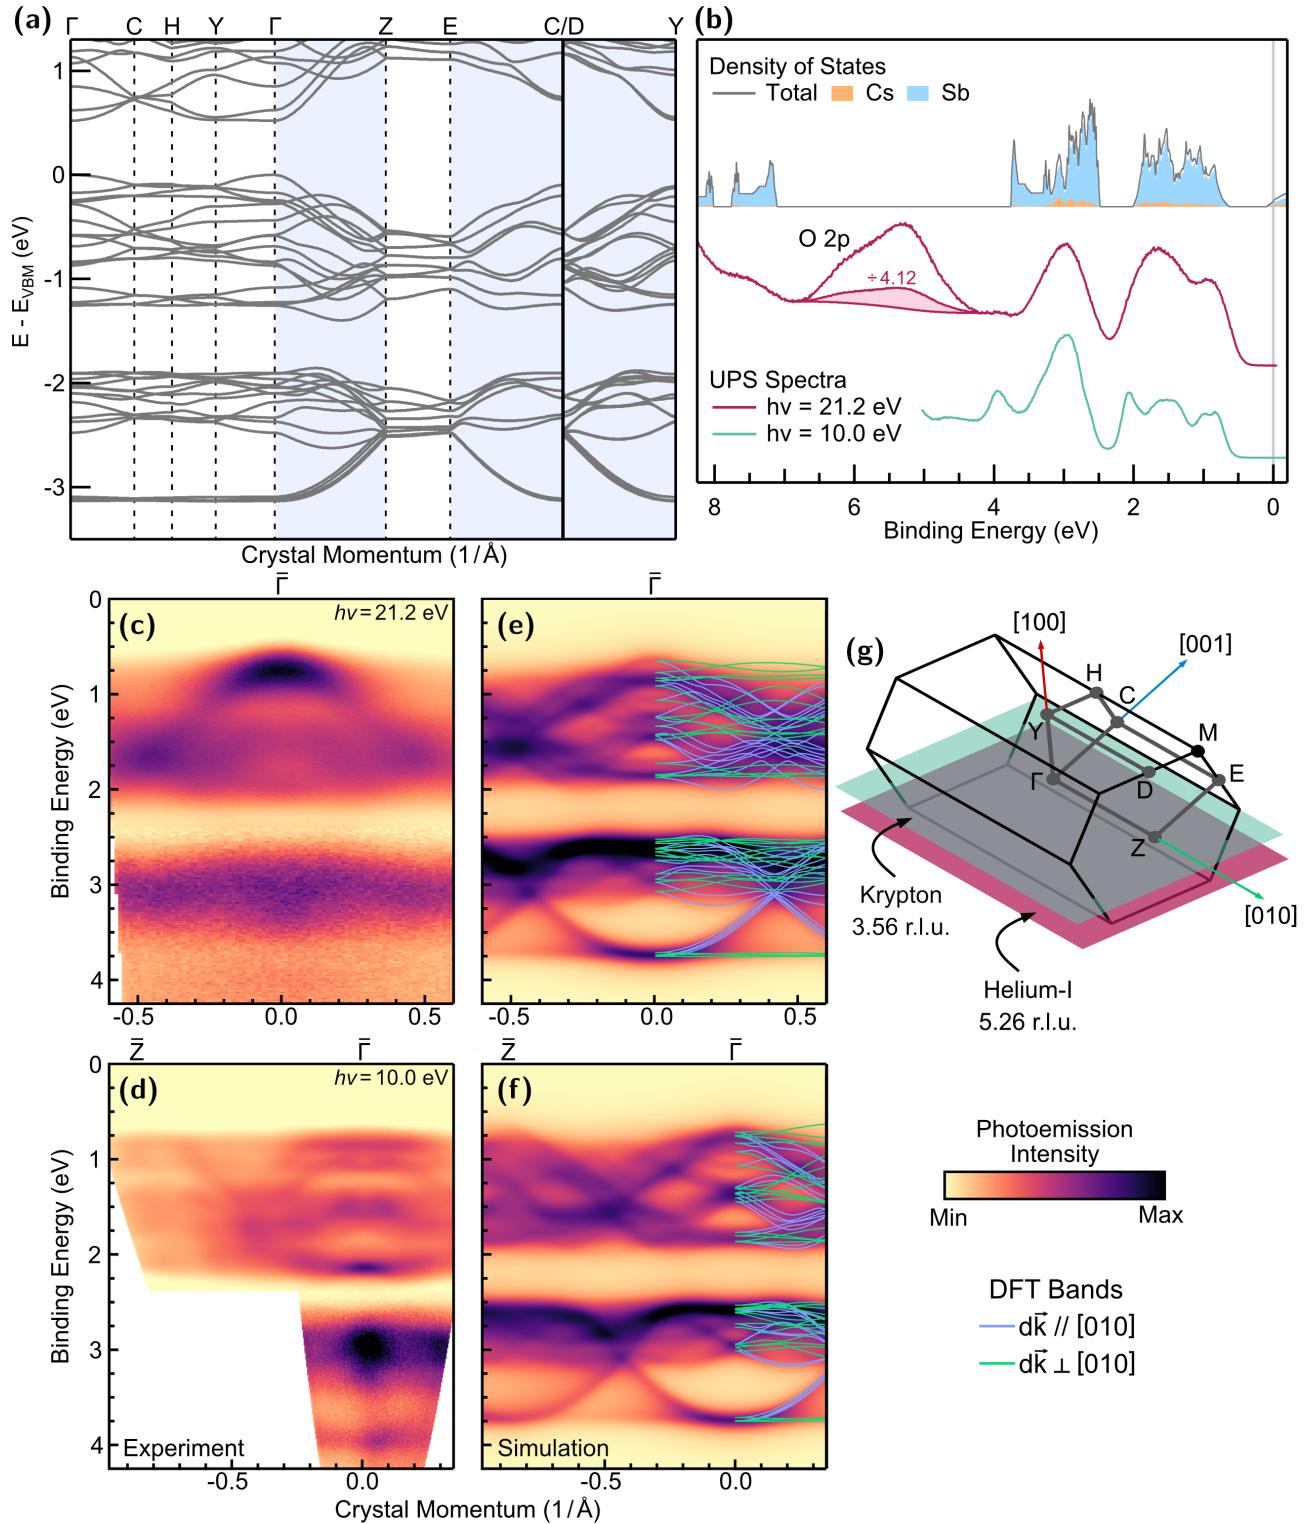 (a)
Γ C H Y Γ Z E C/D Y
1
0
-1
-2
-3
E - E_VBM (eV)
Crystal Momentum (1/Å)
(b)
Density of States
Total Cs Sb
O 2p
÷4.12
UPS Spectra
hν = 21.2 eV
hν = 10.0 eV
8 6 4 2 0
Binding Energy (eV)
Γ̄
(c)
hν = 21.2 eV
0
1
2
3
4
Binding Energy (eV)
-0.5 0.0 0.5
Γ̄
(e)
-0.5 0.0 0.5
(g)
[100]
[001]
H
C
Y
M
Γ
D
E
Z
[010]
Krypton
3.56 r.l.u.
Helium-I
5.26 r.l.u.
Z̄ Γ̄
(d)
hν = 10.0 eV
0
1
2
3
4
Binding Energy (eV)
Experiment
-0.5 0.0
Z̄ Γ̄
(f)
Simulation
-0.5 0.0
Crystal Momentum (1/Å)
Photoemission
Intensity
Min Max
DFT Bands
dk⃗ // [010]
dk⃗ ⊥ [010]